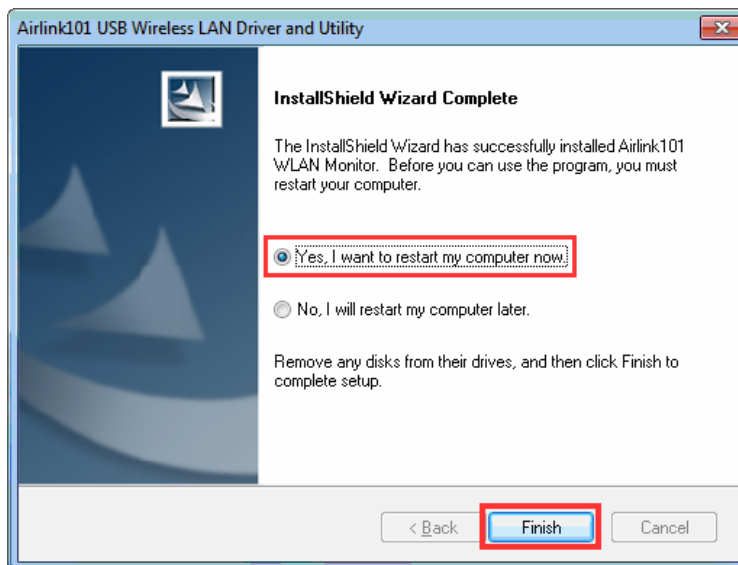 Airlink101 USB Wireless LAN Driver and Utility
InstallShield Wizard Complete
The InstallShield Wizard has successfully installed Airlink101
WLAN Monitor.  Before you can use the program, you must
restart your computer.
Yes, I want to restart my computer now.
No, I will restart my computer later.
Remove any disks from their drives, and then click Finish to
complete setup.
< Back
Finish
Cancel